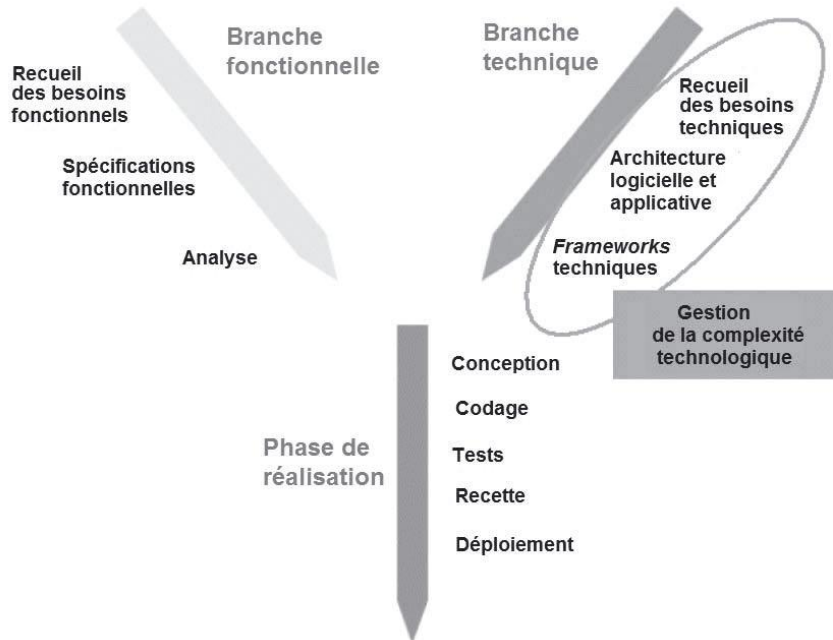 Branche
fonctionnelle
Recueil
des besoins
fonctionnels
Spécifications
fonctionnelles
Analyse
Branche
technique
Recueil
des besoins
techniques
Architecture
logicielle et
applicative
Frameworks
techniques
Gestion
de la complexité
technologique
Phase de
réalisation
Conception
Codage
Tests
Recette
Déploiement